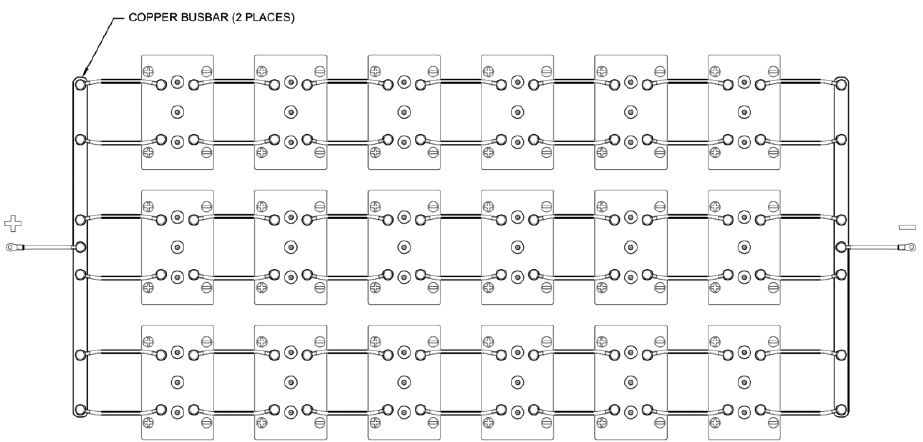 COPPER BUSBAR (2 PLACES)
+
−